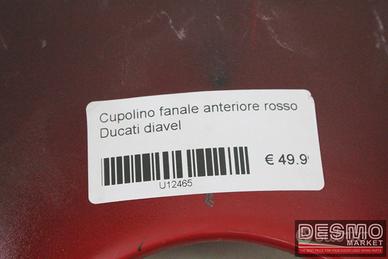 Cupolino fanale anteriore rosso
Ducati diavel
€ 49.9
U12465
DESMO
MARKET